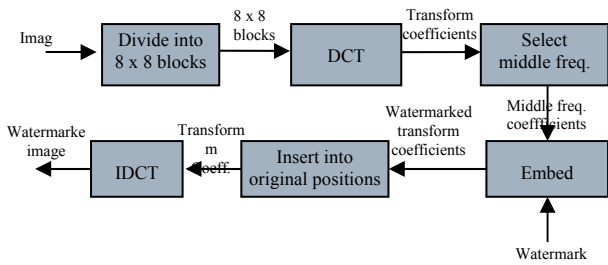 Imag
Divide into
8 x 8 blocks
8 x 8
blocks
DCT
Transform
coefficients
Select
middle freq.
Middle freq.
coefficients
Watermarke
image
IDCT
Transform
m
Coeff.
Insert into
original positions
Watermarked
transform
coefficients
Embed
Watermark